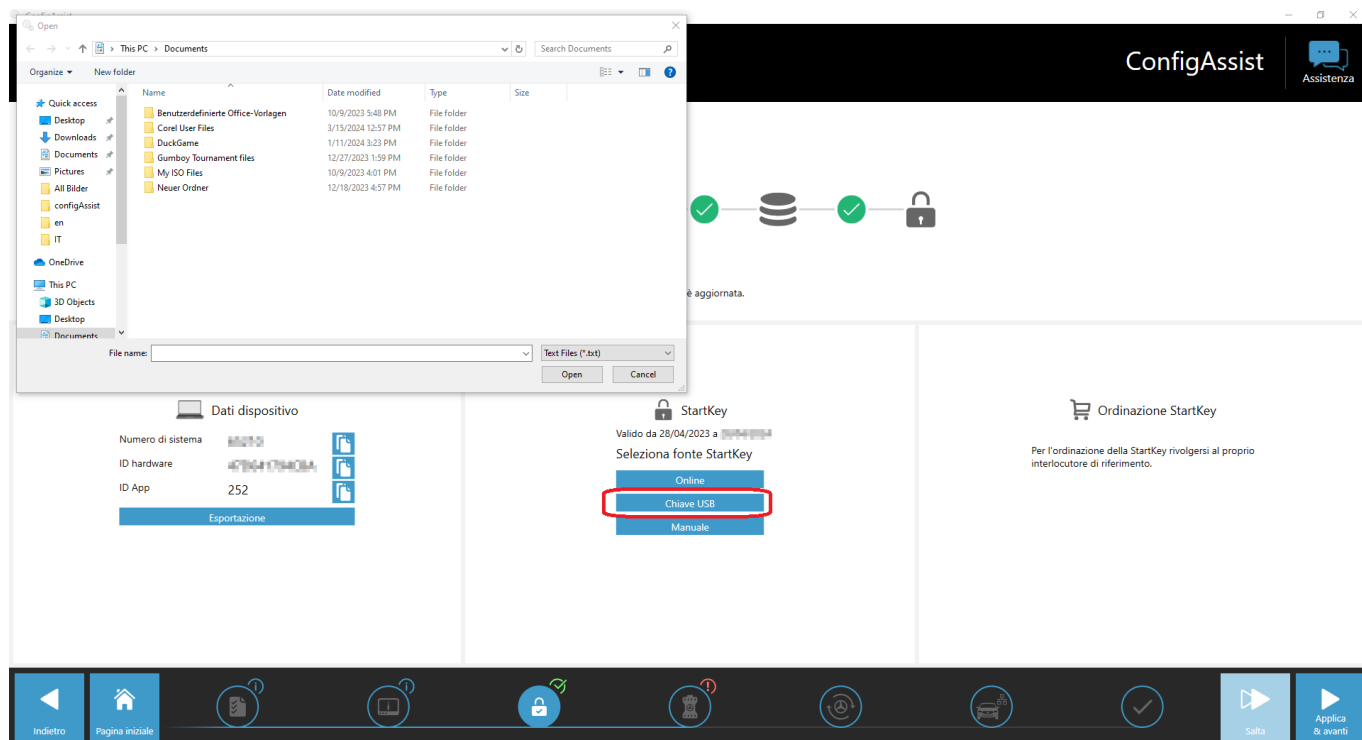 Open
This PC > Documents
Search Documents
Organize
New folder
Name
Date modified
Type
Size
Quick access
Desktop
Downloads
Documents
Pictures
All Bilder
configAssist
en
IT
OneDrive
This PC
3D Objects
Desktop
Documents
Benutzerdefinierte Office-Vorlagen 10/9/2023 5:48 PM File folder
Corel User Files 3/15/2024 12:57 PM File folder
DuckGame 1/11/2024 3:23 PM File folder
Gumboy Tournament files 12/27/2023 1:59 PM File folder
My ISO Files 10/9/2023 4:01 PM File folder
Neuer Ordner 12/18/2023 4:57 PM File folder
File name:
Text Files (*.txt)
Open
Cancel
ConfigAssist
Assistenza
è aggiornata.
Dati dispositivo
Numero di sistema
ID hardware
ID App 252
Esportazione
StartKey
Valido da 28/04/2023 a
Seleziona fonte StartKey
Online
Chiave USB
Manuale
Ordinazione StartKey
Per l'ordinazione della StartKey rivolgersi al proprio
interlocutore di riferimento.
Indietro
Pagina iniziale
Salta
Applica
& avanti